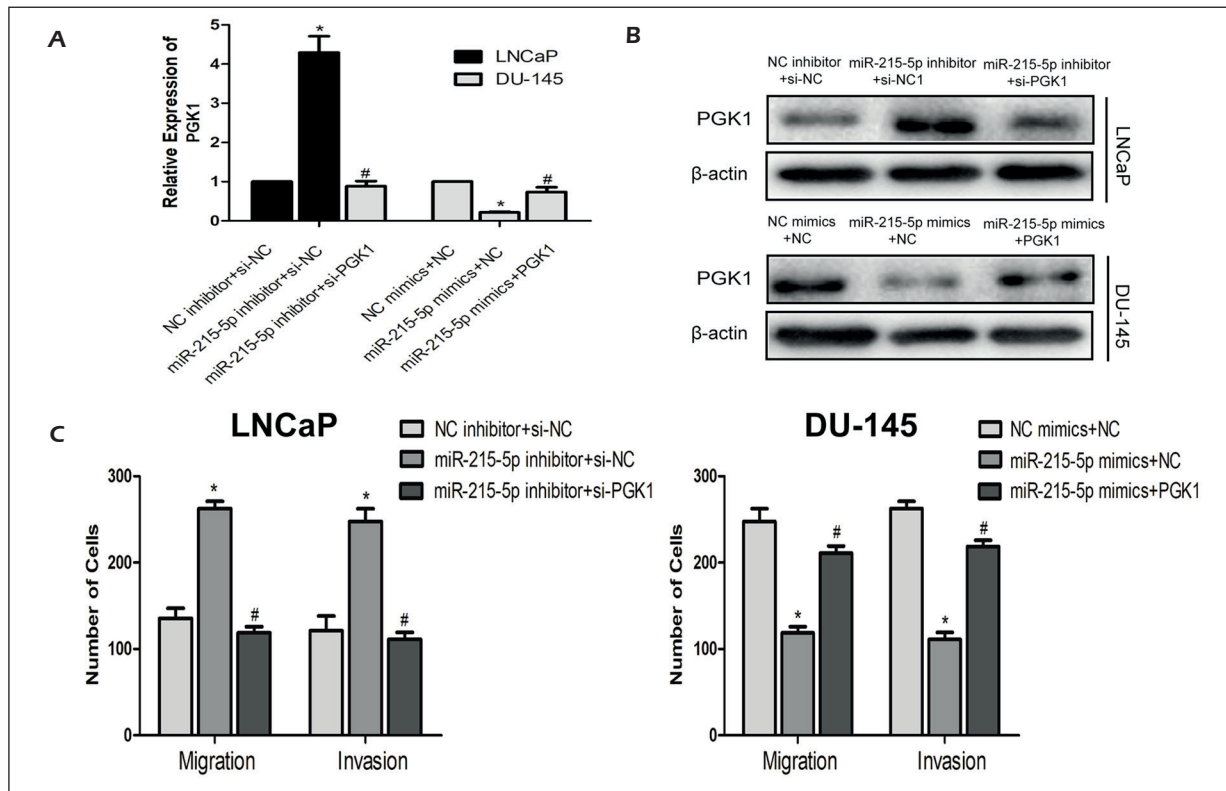 A
Relative Expression of
PGK1
5
4
3
2
1
0
*
#
*
#
LNCaP
DU-145
NC inhibitor+si-NC
miR-215-5p inhibitor+si-NC
miR-215-5p inhibitor+si-PGK1
NC mimics+NC
miR-215-5p mimics+NC
miR-215-5p mimics+PGK1
B
NC inhibitor
+si-NC
miR-215-5p inhibitor
+si-NC1
miR-215-5p inhibitor
+si-PGK1
PGK1
β-actin
LNCaP
NC mimics
+NC
miR-215-5p mimics
+NC
miR-215-5p mimics
+PGK1
PGK1
β-actin
DU-145
C
LNCaP
NC inhibitor+si-NC
miR-215-5p inhibitor+si-NC
miR-215-5p inhibitor+si-PGK1
Number of Cells
300
200
100
0
*
#
*
#
Migration
Invasion
DU-145
NC mimics+NC
miR-215-5p mimics+NC
miR-215-5p mimics+PGK1
Number of Cells
300
200
100
0
*
#
*
#
Migration
Invasion